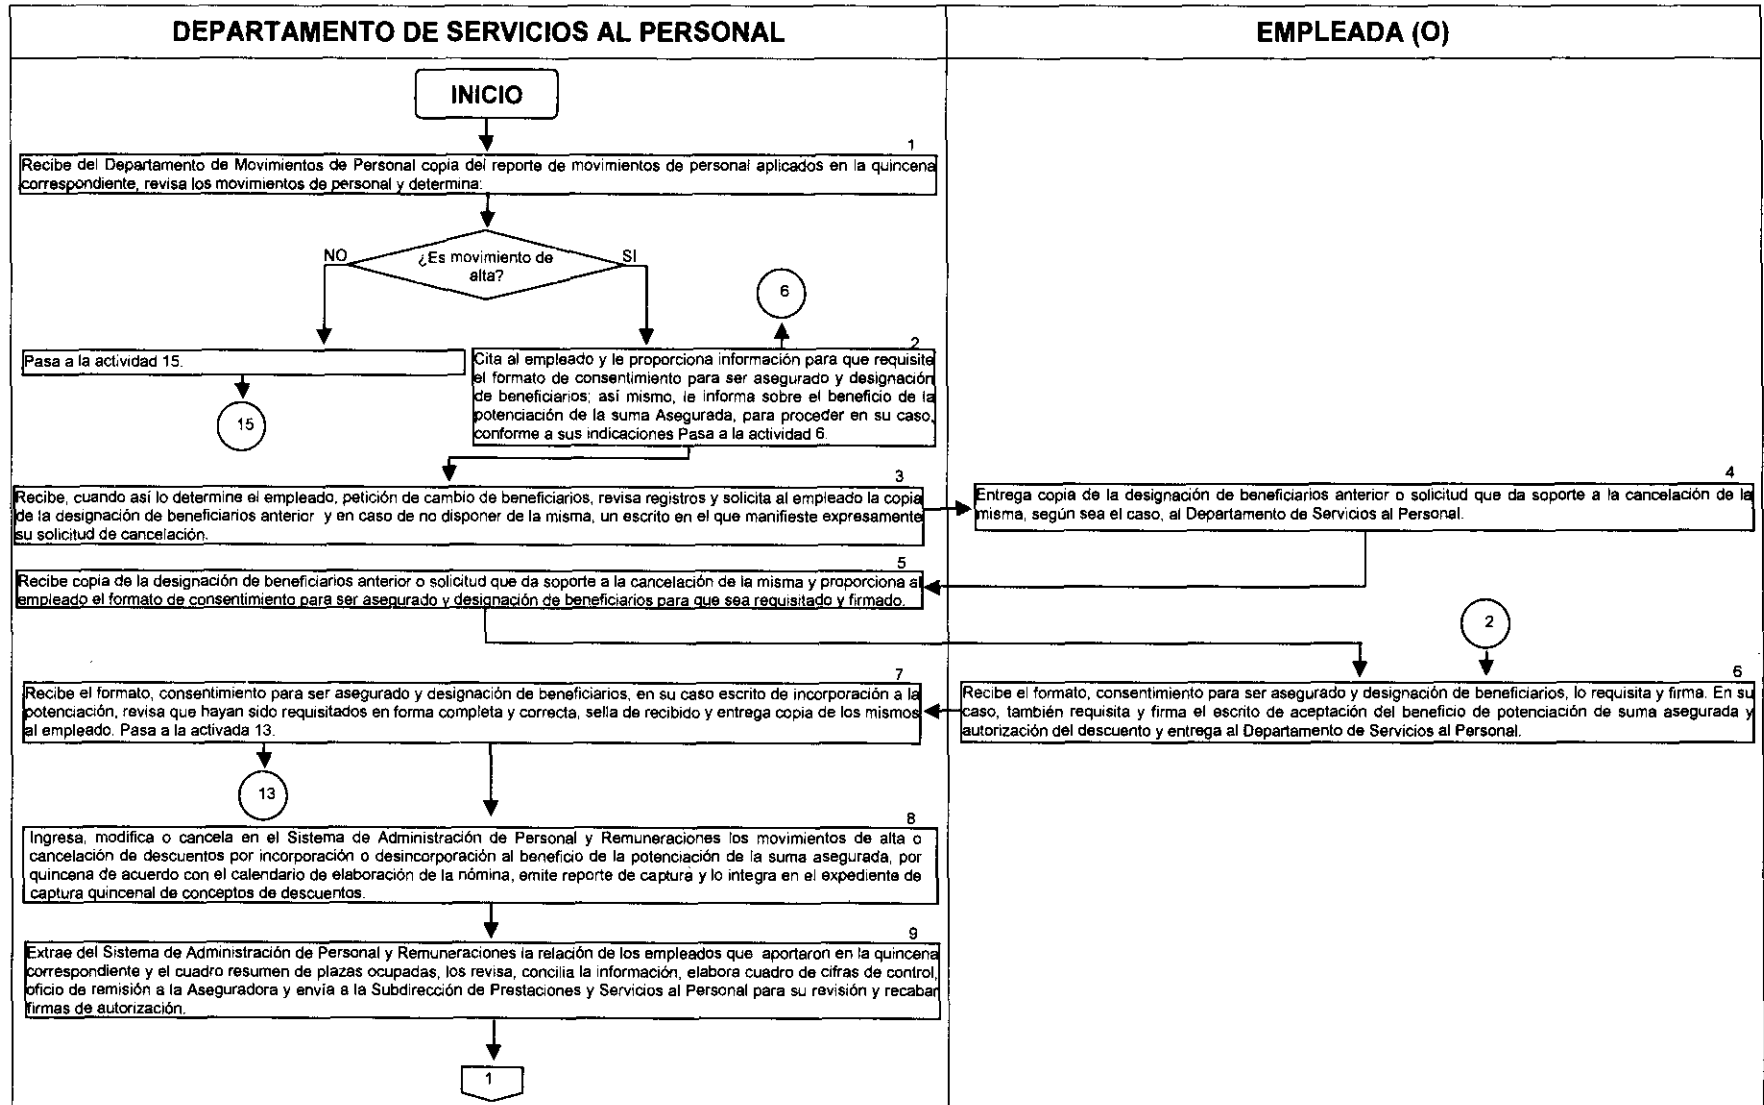 DEPARTAMENTO DE SERVICIOS AL PERSONAL
EMPLEADA (O)
INICIO
1
Recibe del Departamento de Movimientos de Personal copia del reporte de movimientos de personal aplicados en la quincena
correspondiente, revisa los movimientos de personal y determina:
NO
¿Es movimiento de
alta?
SI
6
Pasa a la actividad 15.
15
2
Cita al empleado y le proporciona información para que requisite
el formato de consentimiento para ser asegurado y designación
de beneficiarios; así mismo, le informa sobre el beneficio de la
potenciación de la suma Asegurada, para proceder en su caso,
conforme a sus indicaciones Pasa a la actividad 6.
3
Recibe, cuando así lo determine el empleado, petición de cambio de beneficiarios, revisa registros y solicita al empleado la copia
de la designación de beneficiarios anterior y en caso de no disponer de la misma, un escrito en el que manifieste expresamente
su solicitud de cancelación.
4
Entrega copia de la designación de beneficiarios anterior o solicitud que da soporte a la cancelación de la
misma, según sea el caso, al Departamento de Servicios al Personal.
5
Recibe copia de la designación de beneficiarios anterior o solicitud que da soporte a la cancelación de la misma y proporciona al
empleado el formato de consentimiento para ser asegurado y designación de beneficiarios para que sea requisitado y firmado.
2
7
Recibe el formato, consentimiento para ser asegurado y designación de beneficiarios, en su caso escrito de incorporación a la
potenciación, revisa que hayan sido requisitados en forma completa y correcta, sella de recibido y entrega copia de los mismos
al empleado. Pasa a la activada 13.
6
Recibe el formato, consentimiento para ser asegurado y designación de beneficiarios, lo requisita y firma. En su
caso, también requisita y firma el escrito de aceptación del beneficio de potenciación de suma asegurada y
autorización del descuento y entrega al Departamento de Servicios al Personal.
13
8
Ingresa, modifica o cancela en el Sistema de Administración de Personal y Remuneraciones los movimientos de alta o
cancelación de descuentos por incorporación o desincorporación al beneficio de la potenciación de la suma asegurada, por
quincena de acuerdo con el calendario de elaboración de la nómina, emite reporte de captura y lo integra en el expediente de
captura quincenal de conceptos de descuentos.
9
Extrae del Sistema de Administración de Personal y Remuneraciones la relación de los empleados que aportaron en la quincena
correspondiente y el cuadro resumen de plazas ocupadas, los revisa, concilia la información, elabora cuadro de cifras de control,
oficio de remisión a la Aseguradora y envía a la Subdirección de Prestaciones y Servicios al Personal para su revisión y recabar
firmas de autorización.
1